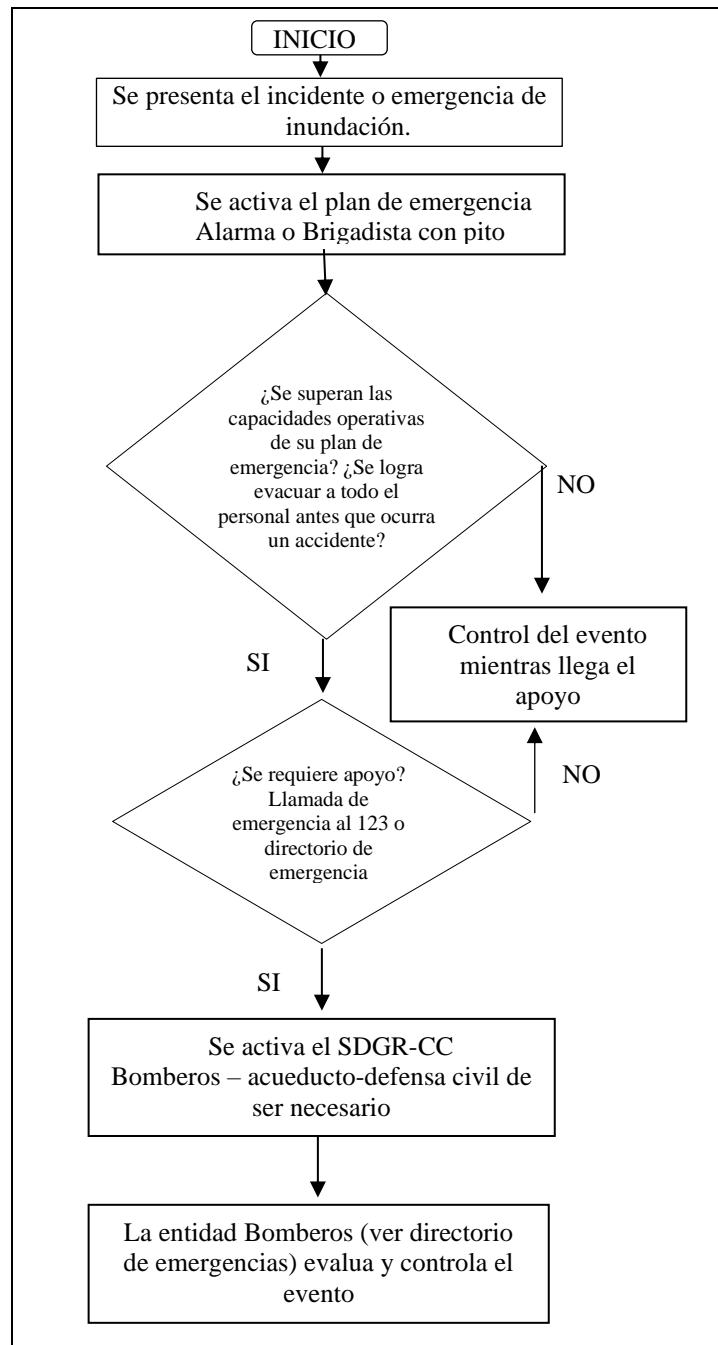 INICIO
Se presenta el incidente o emergencia de
inundación.
Se activa el plan de emergencia
Alarma o Brigadista con pito
¿Se superan las
capacidades operativas
de su plan de
emergencia? ¿Se logra
evacuar a todo el
personal antes que ocurra
un accidente?
NO
Control del evento
mientras llega el
apoyo
SI
¿Se requiere apoyo?
Llamada de
emergencia al 123 o
directorio de
emergencia
NO
SI
Se activa el SDGR-CC
Bomberos – acueducto-defensa civil de
ser necesario
La entidad Bomberos (ver directorio
de emergencias) evalua y controla el
evento